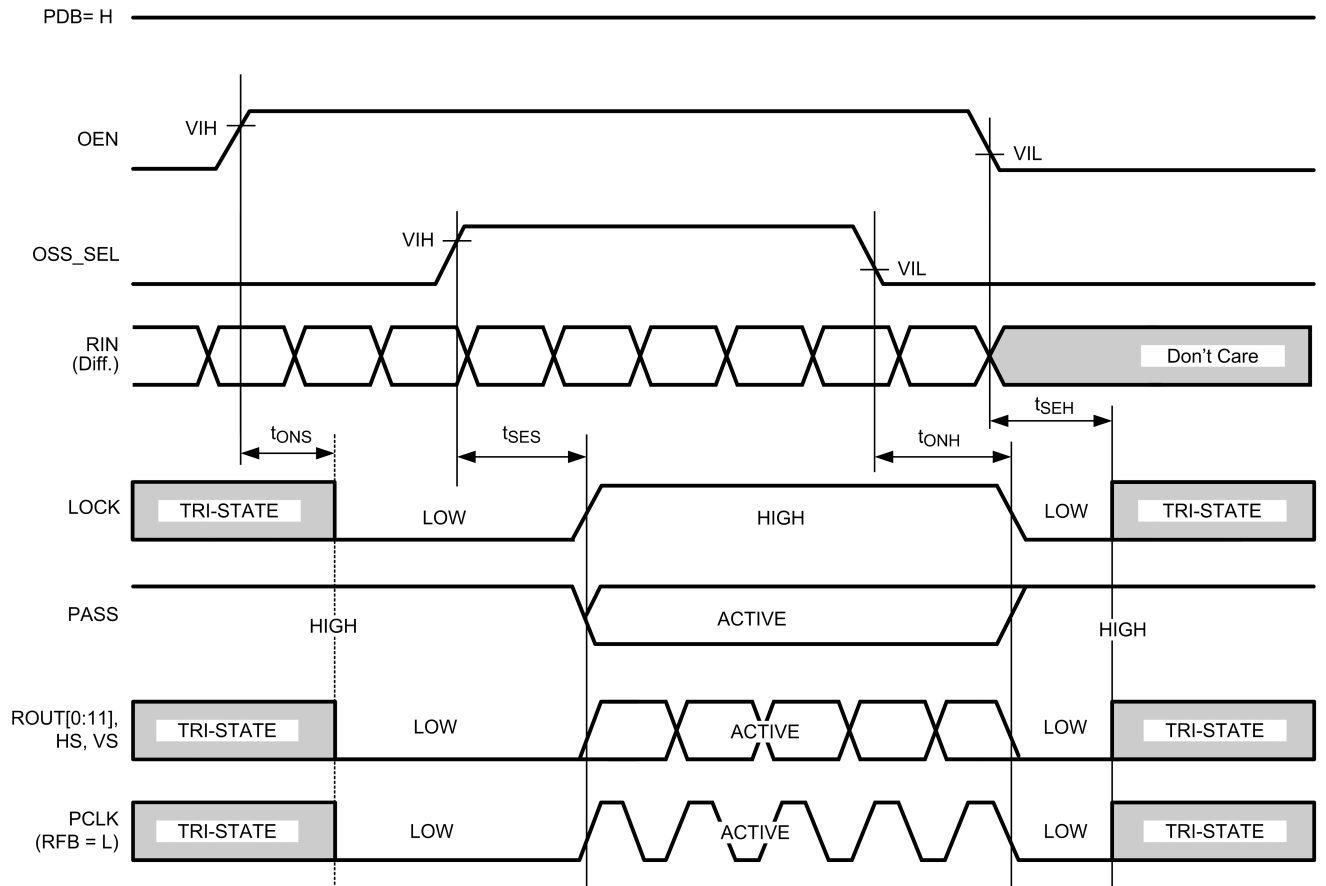 PDB= H
OEN
VIH
VIL
OSS_SEL
VIH
VIL
RIN
(Diff.)
Don't Care
tONS
tSES
tONH
tSEH
LOCK
TRI-STATE
LOW
HIGH
LOW
TRI-STATE
PASS
HIGH
ACTIVE
HIGH
ROUT[0:11],
HS, VS
TRI-STATE
LOW
ACTIVE
LOW
TRI-STATE
PCLK
(RFB = L)
TRI-STATE
LOW
ACTIVE
LOW
TRI-STATE